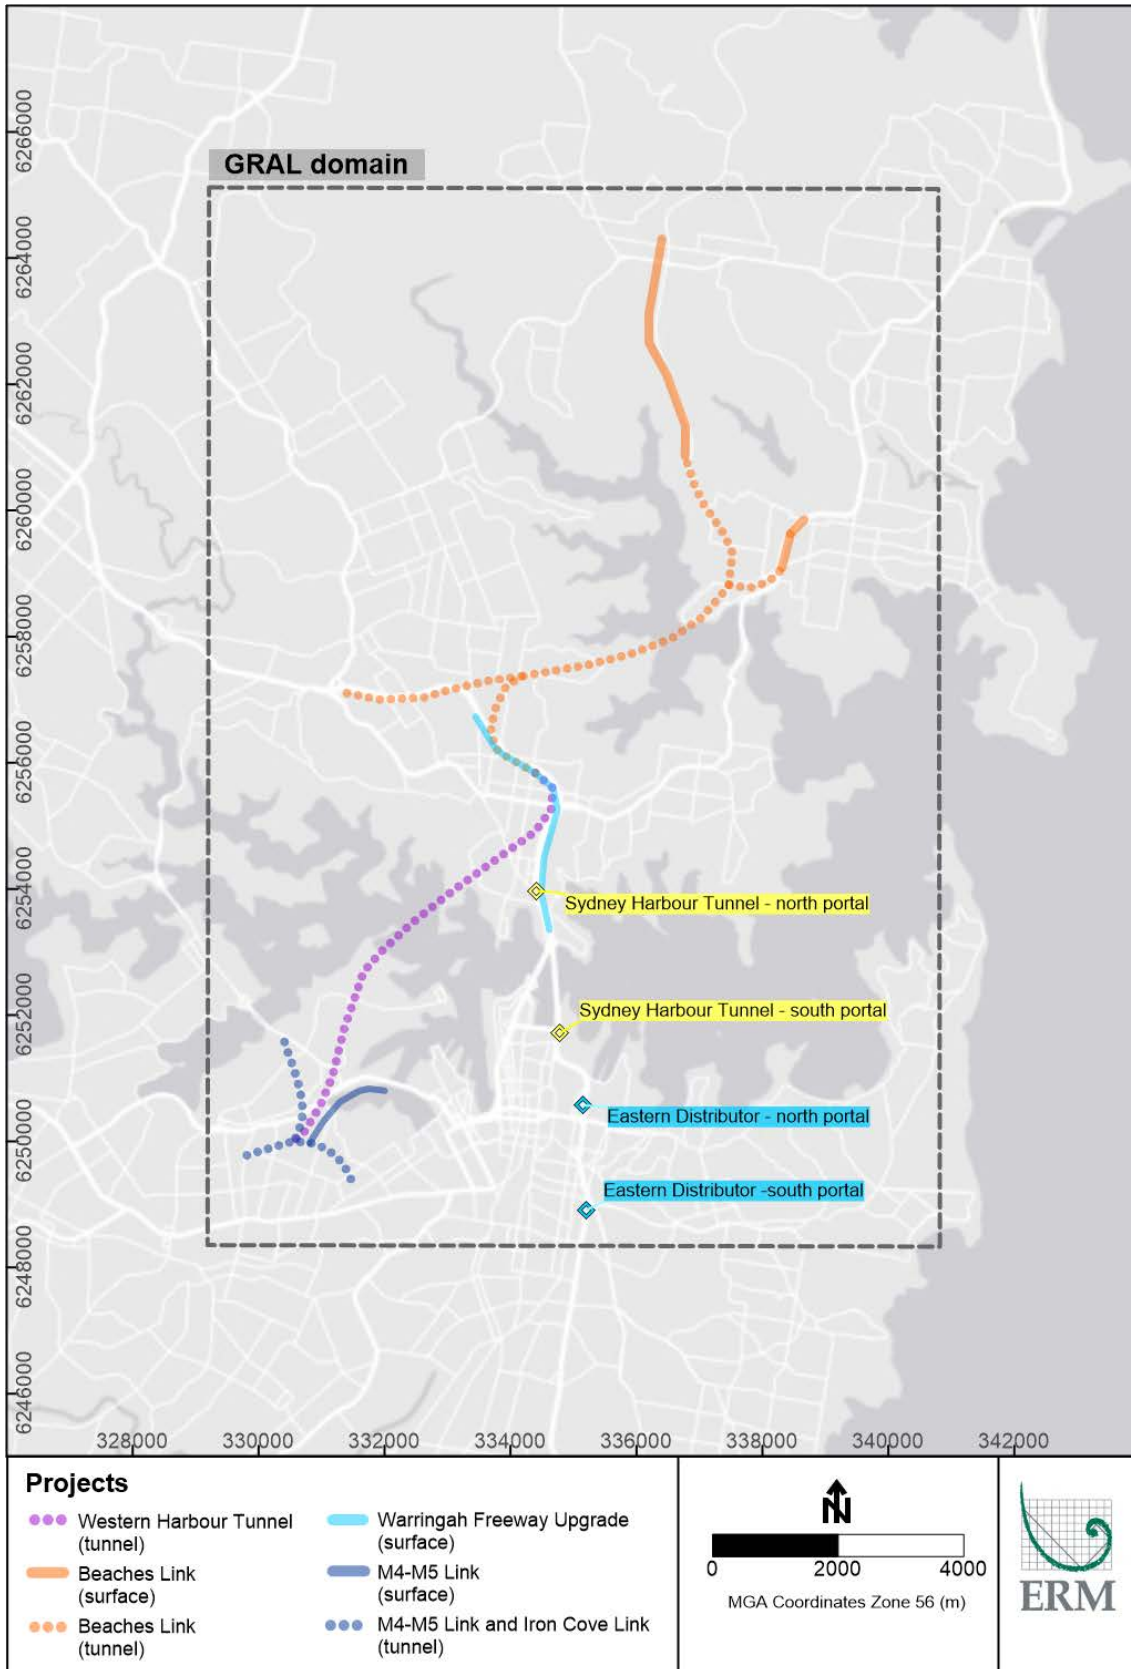 GRAL domain
6266000
6264000
6262000
6260000
6258000
6256000
6254000
6252000
6250000
6248000
6246000
Sydney Harbour Tunnel - north portal
Sydney Harbour Tunnel - south portal
Eastern Distributor - north portal
Eastern Distributor -south portal
328000 330000 332000 334000 336000 338000 340000 342000
Projects
Western Harbour Tunnel
(tunnel)
Beaches Link
(surface)
Beaches Link
(tunnel)
Warringah Freeway Upgrade
(surface)
M4-M5 Link
(surface)
M4-M5 Link and Iron Cove Link
(tunnel)
N
0 2000 4000
MGA Coordinates Zone 56 (m)
ERM